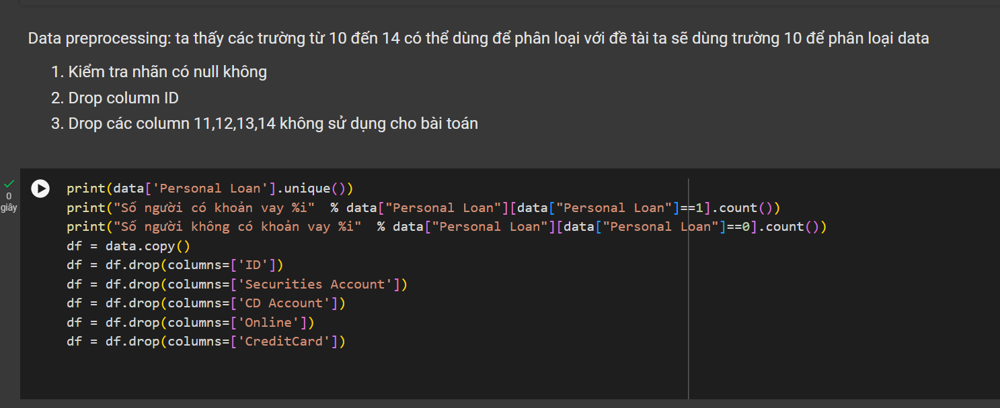 Data preprocessing: ta thấy các trường từ 10 đến 14 có thể dùng để phân loại với đề tài ta sẽ dùng trường 10 để phân loại data
1. Kiểm tra nhãn có null không
2. Drop column ID
3. Drop các column 11,12,13,14 không sử dụng cho bài toán
0
giây
print(data['Personal Loan'].unique())
print("Số người có khoản vay %i"  % data["Personal Loan"][data["Personal Loan"]==1].count())
print("Số người không có khoản vay %i"  % data["Personal Loan"][data["Personal Loan"]==0].count())
df = data.copy()
df = df.drop(columns=['ID'])
df = df.drop(columns=['Securities Account'])
df = df.drop(columns=['CD Account'])
df = df.drop(columns=['Online'])
df = df.drop(columns=['CreditCard'])